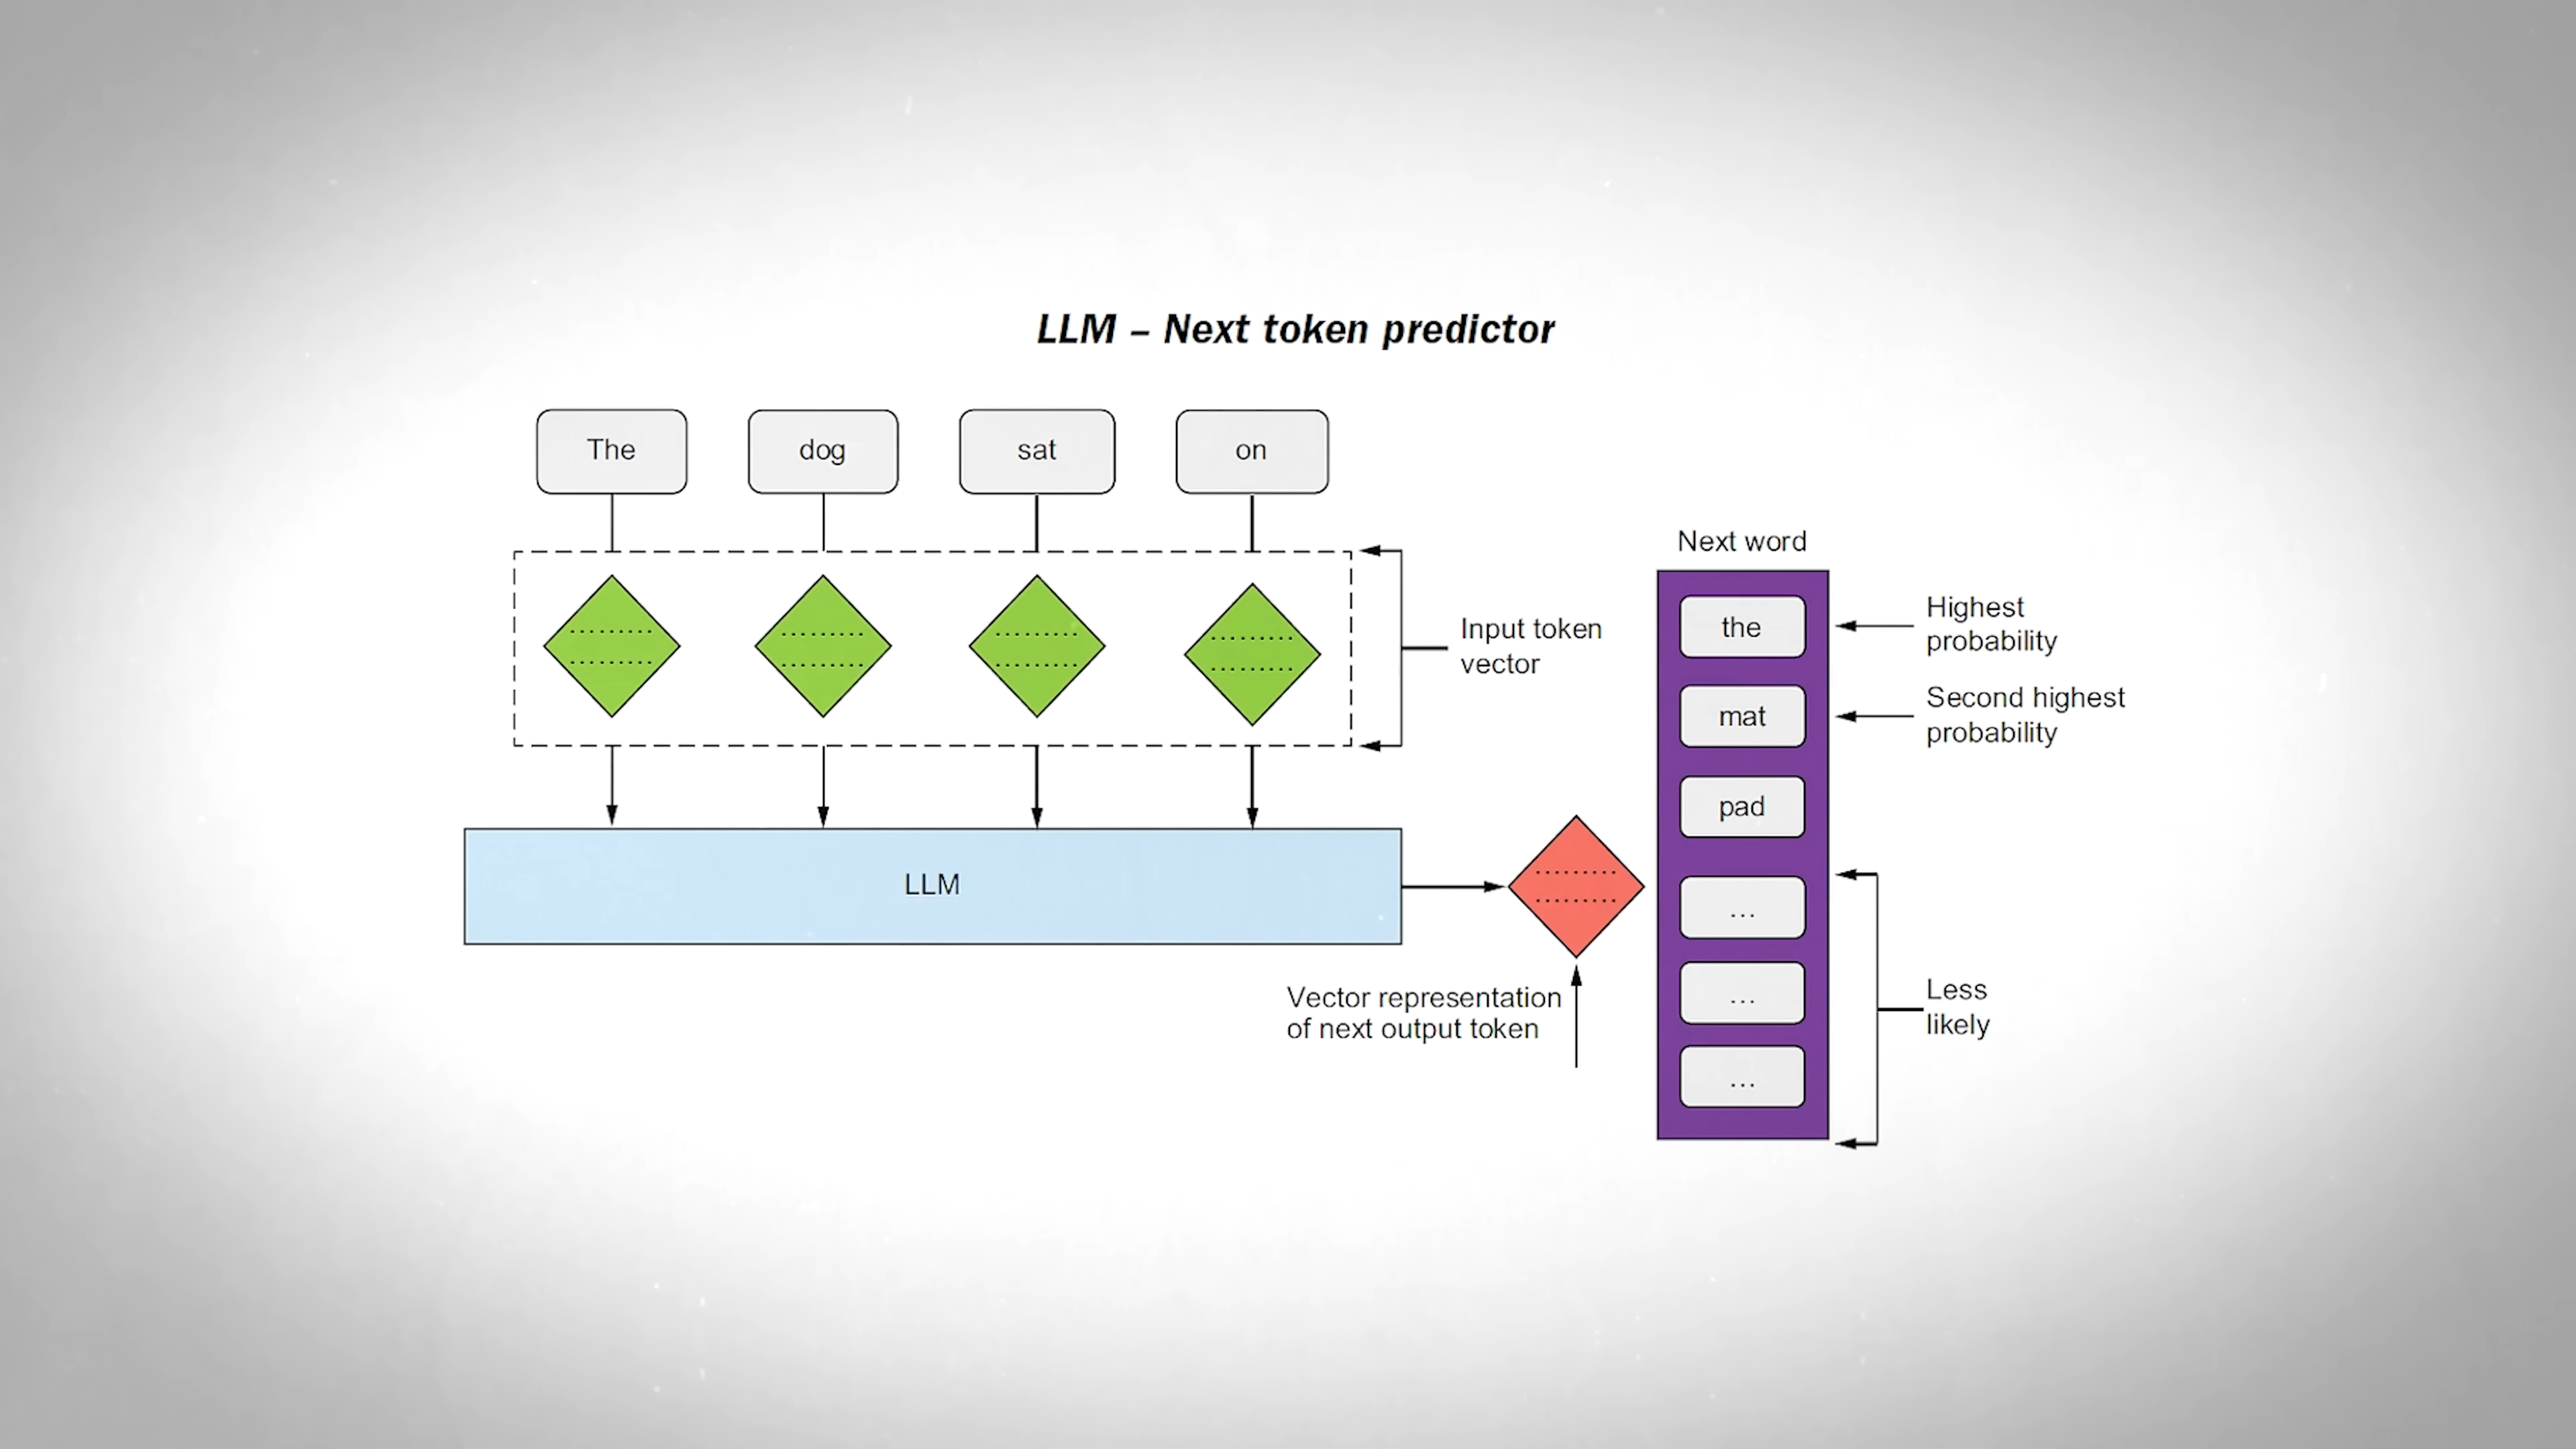 LLM – Next token predictor
The
dog
sat
on
Input token
vector
LLM
Vector representation
of next output token
Next word
the
mat
pad
...
...
...
Highest
probability
Second highest
probability
Less
likely